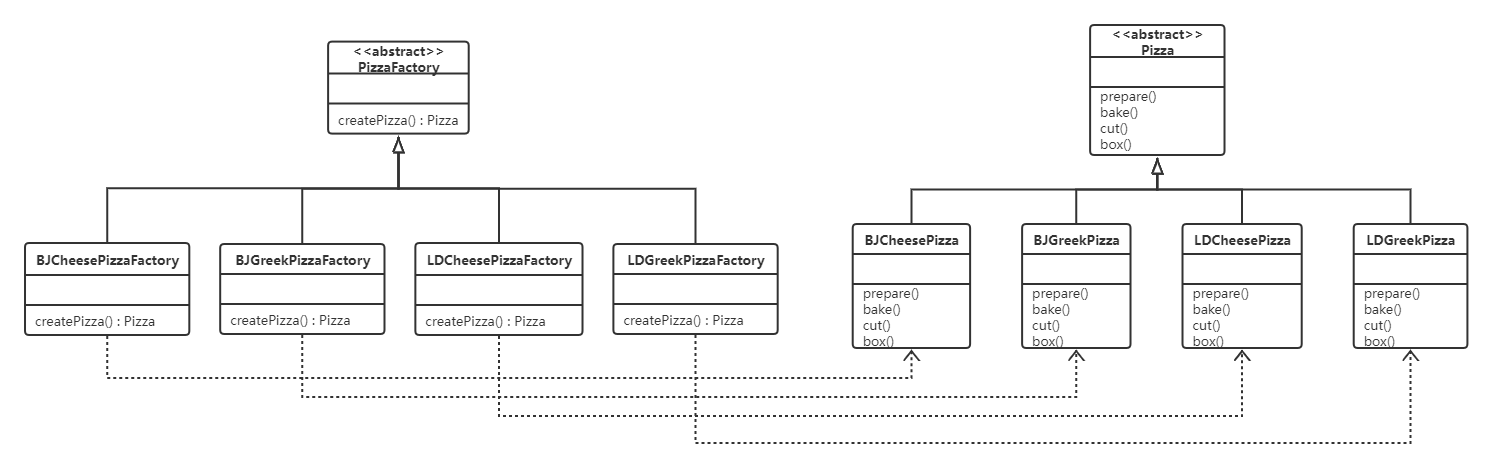 <<abstract>>
PizzaFactory
createPizza() : Pizza
<<abstract>>
Pizza
prepare()
bake()
cut()
box()
BJCheesePizzaFactory
createPizza() : Pizza
BJGreekPizzaFactory
createPizza() : Pizza
LDCheesePizzaFactory
createPizza() : Pizza
LDGreekPizzaFactory
createPizza() : Pizza
BJCheesePizza
prepare()
bake()
cut()
box()
BJGreekPizza
prepare()
bake()
cut()
box()
LDCheesePizza
prepare()
bake()
cut()
box()
LDGreekPizza
prepare()
bake()
cut()
box()